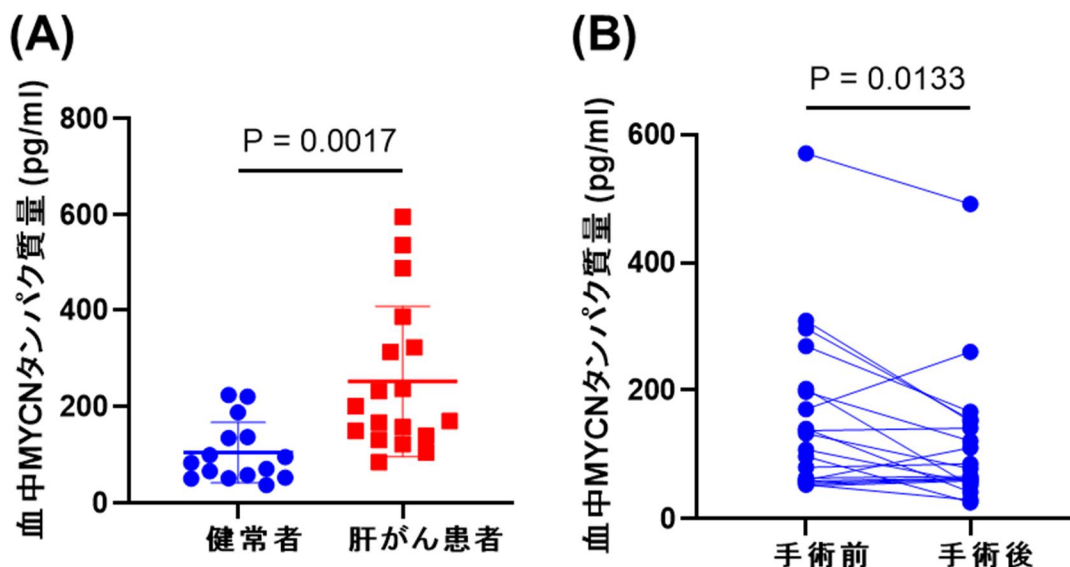 (A)
血中MYCNタンパク質量 (pg/ml)
P = 0.0017
800
600
400
200
0
健常者
肝がん患者
(B)
血中MYCNタンパク質量 (pg/ml)
P = 0.0133
600
400
200
0
手術前
手術後